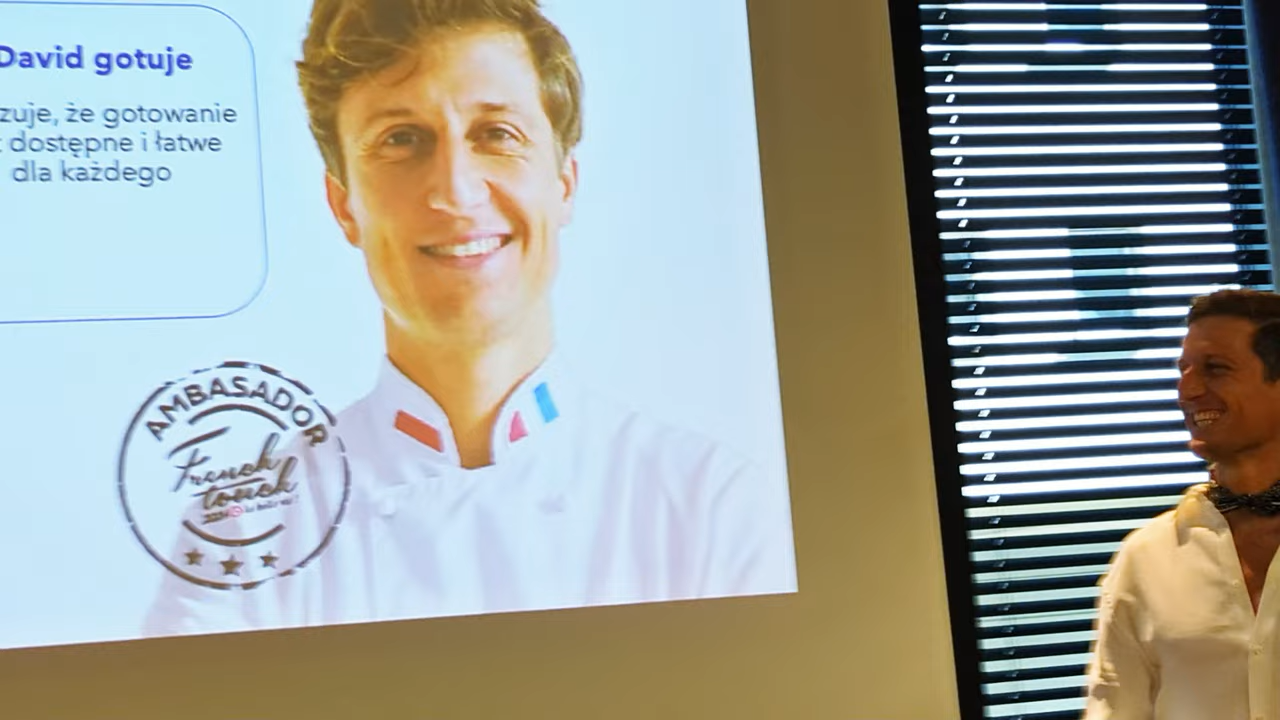 David gotuje
zuje, że gotowanie
dostępne i łatwe
dla każdego
AMBASADOR
French
touch